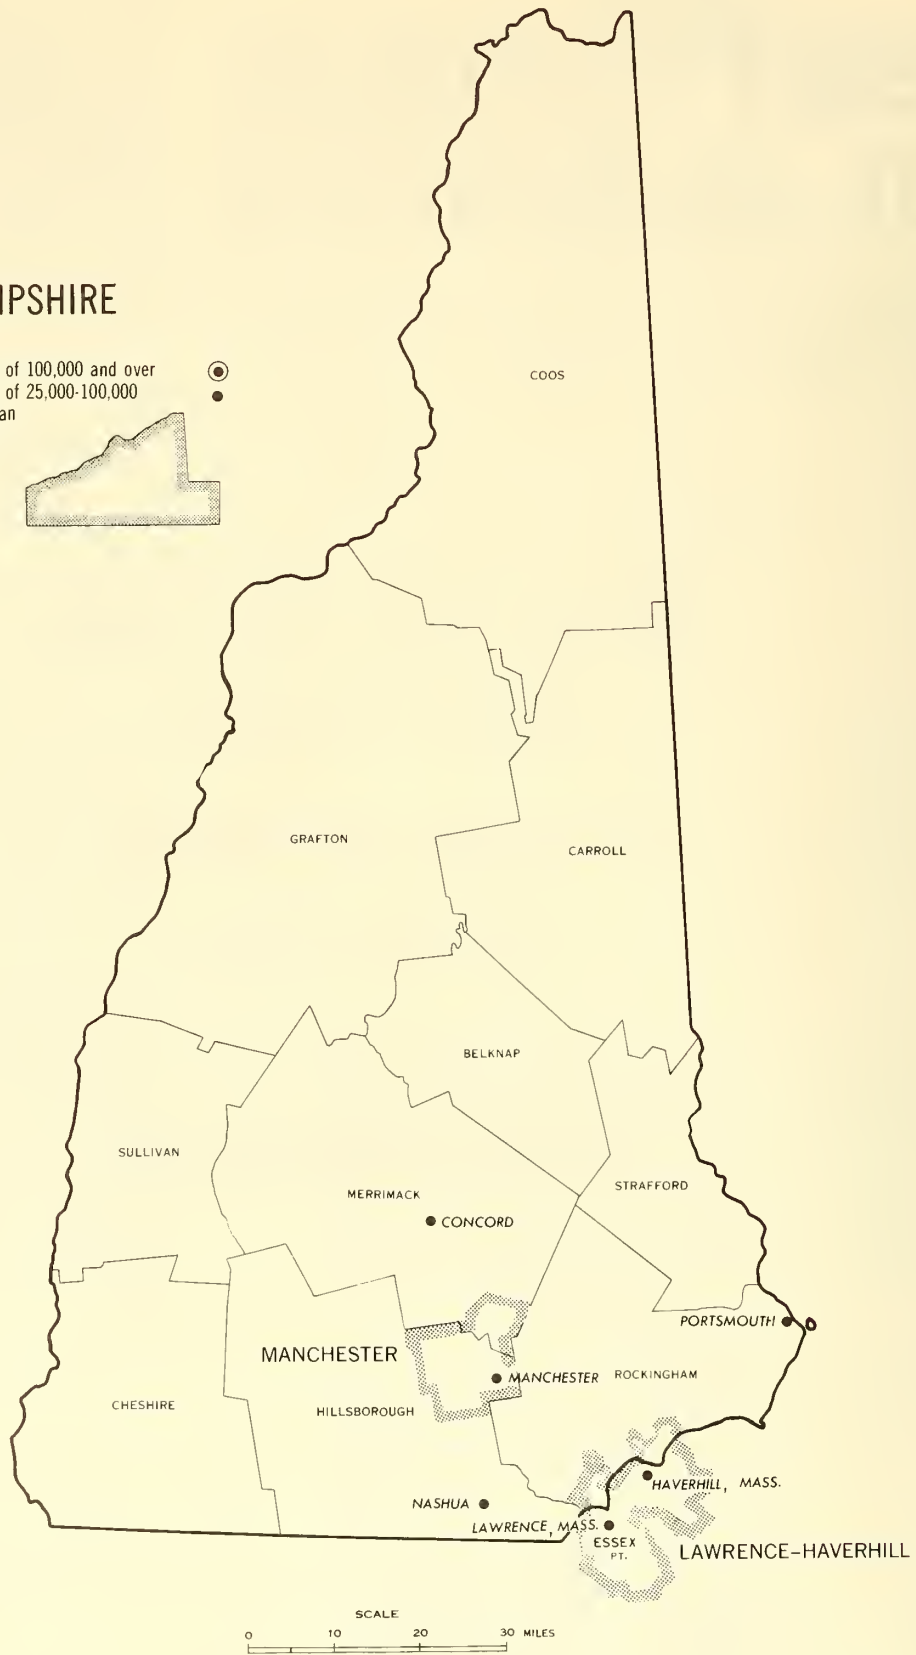 IPSHIRE
of 100,000 and over
of 25,000-100,000
an
COOS
GRAFTON
CARROLL
BELKNAP
SULLIVAN
MERRIMACK
STRAFFORD
CONCORD
PORTSMOUTH
MANCHESTER
MANCHESTER
ROCKINGHAM
CHESHIRE
HILLSBOROUGH
HAVERHILL, MASS.
NASHUA
LAWRENCE, MASS.
ESSEX
PT.
LAWRENCE-HAVERHILL
SCALE
0 10 20 30 MILES